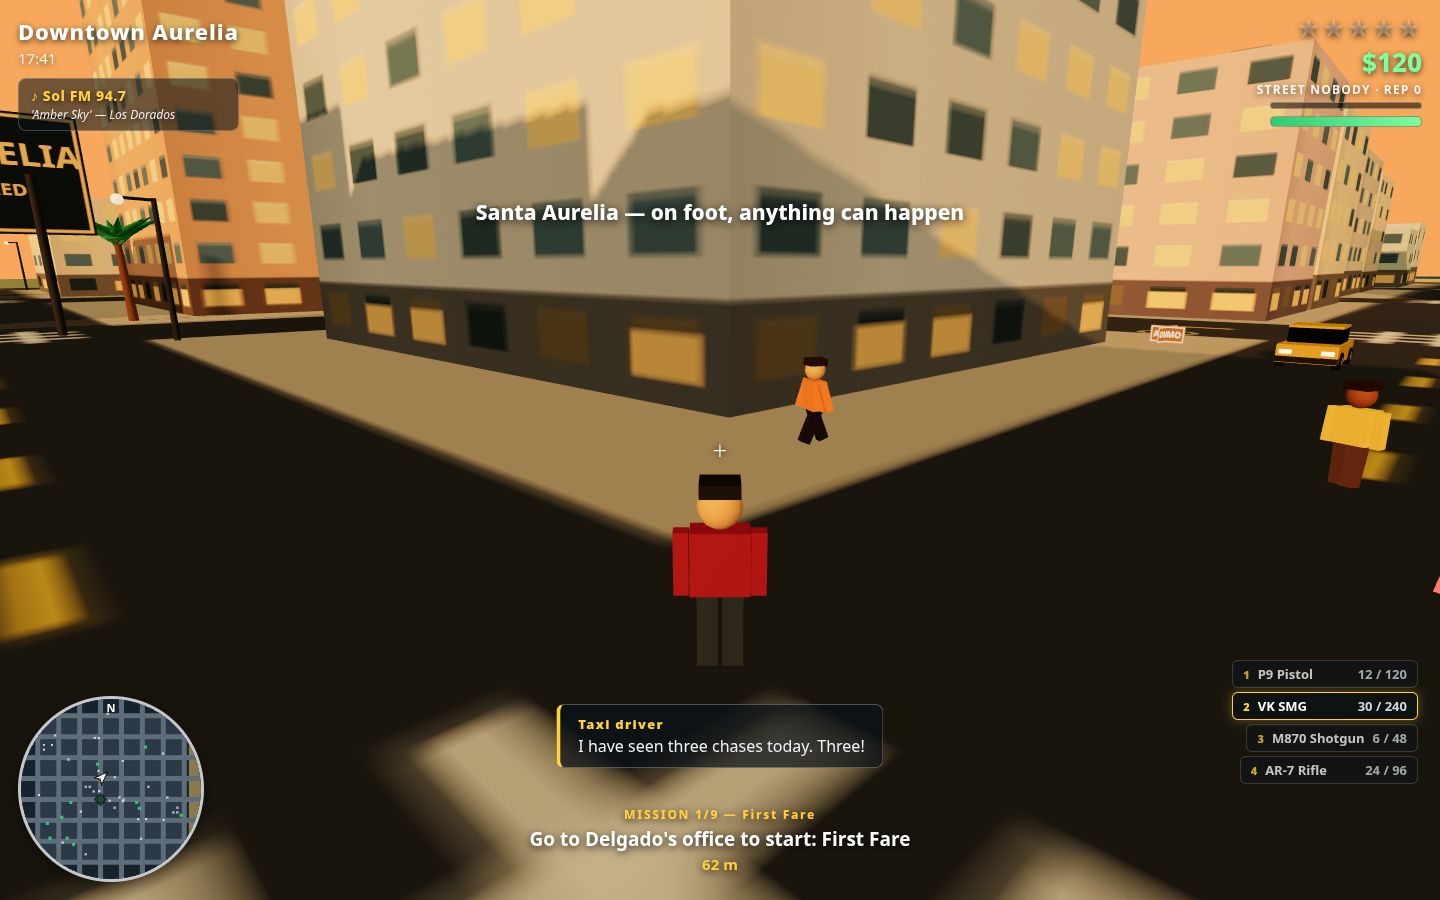 Downtown Aurelia
17:41
♪ Sol FM 94.7
'Amber Sky' — Los Dorados
$120
STREET NOBODY · REP 0
ELIA
ED
Santa Aurelia — on foot, anything can happen
AMMO
1 P9 Pistol 12 / 120
2 VK SMG 30 / 240
3 M870 Shotgun 6 / 48
4 AR-7 Rifle 24 / 96
N
Taxi driver
I have seen three chases today. Three!
MISSION 1/9 — First Fare
Go to Delgado's office to start: First Fare
62 m